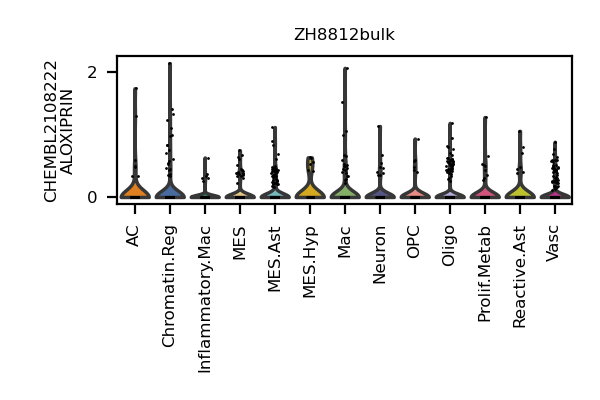 ZH8812bulk
CHEMBL2108222
ALOXIPRIN
2
0
AC
Chromatin.Reg
Inflammatory.Mac
MES
MES.Ast
MES.Hyp
Mac
Neuron
OPC
Oligo
Prolif.Metab
Reactive.Ast
Vasc